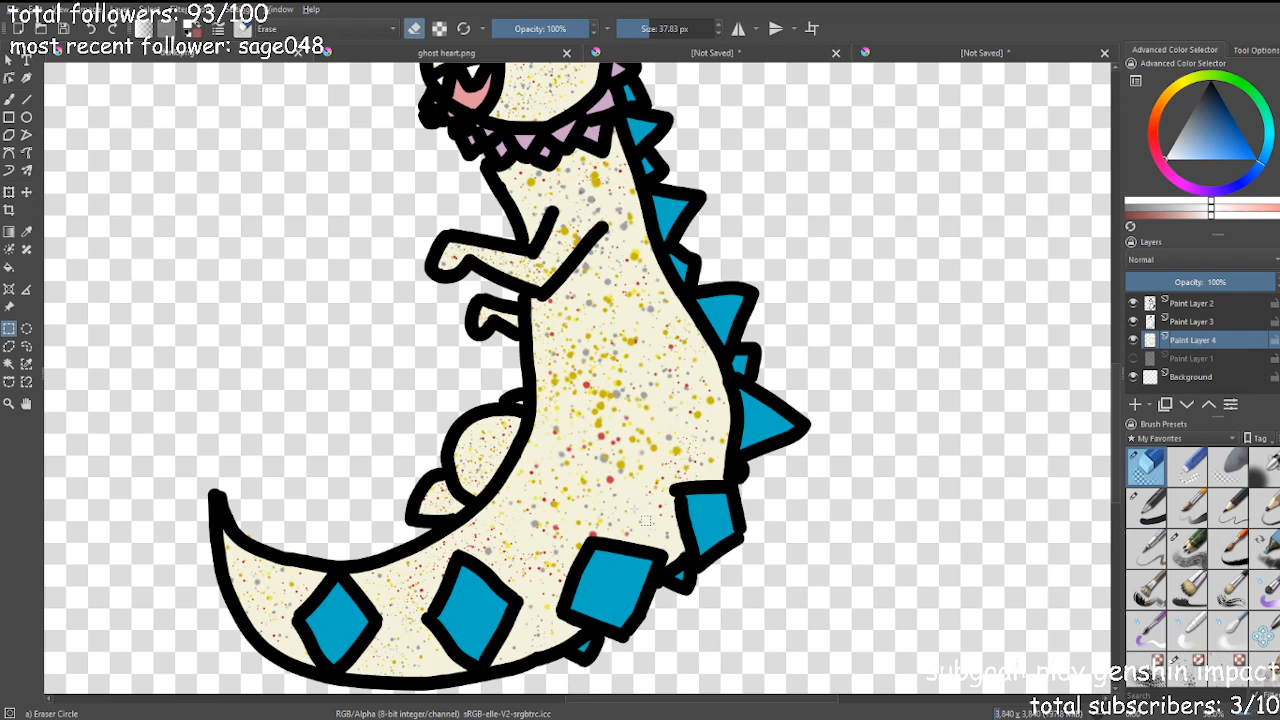 total followers: 93/100
Window Help
Erase
Opacity: 100%
Size: 37.83 px
most recent follower: sage048
ghost heart.png
[Not Saved] *
[Not Saved] *
Advanced Color Selector
Tool Options
Advanced Color Selector
Layers
Normal
Opacity: 100%
Paint Layer 2
Paint Layer 3
Paint Layer 4
Paint Layer 1
Background
Brush Presets
★ My Favorites
Tag
subgoal: play genshin impact
Search
total subscribers: 3/10
a) Eraser Circle
RGB/Alpha (8-bit integer/channel) sRGB-elle-V2-srgbtrc.icc